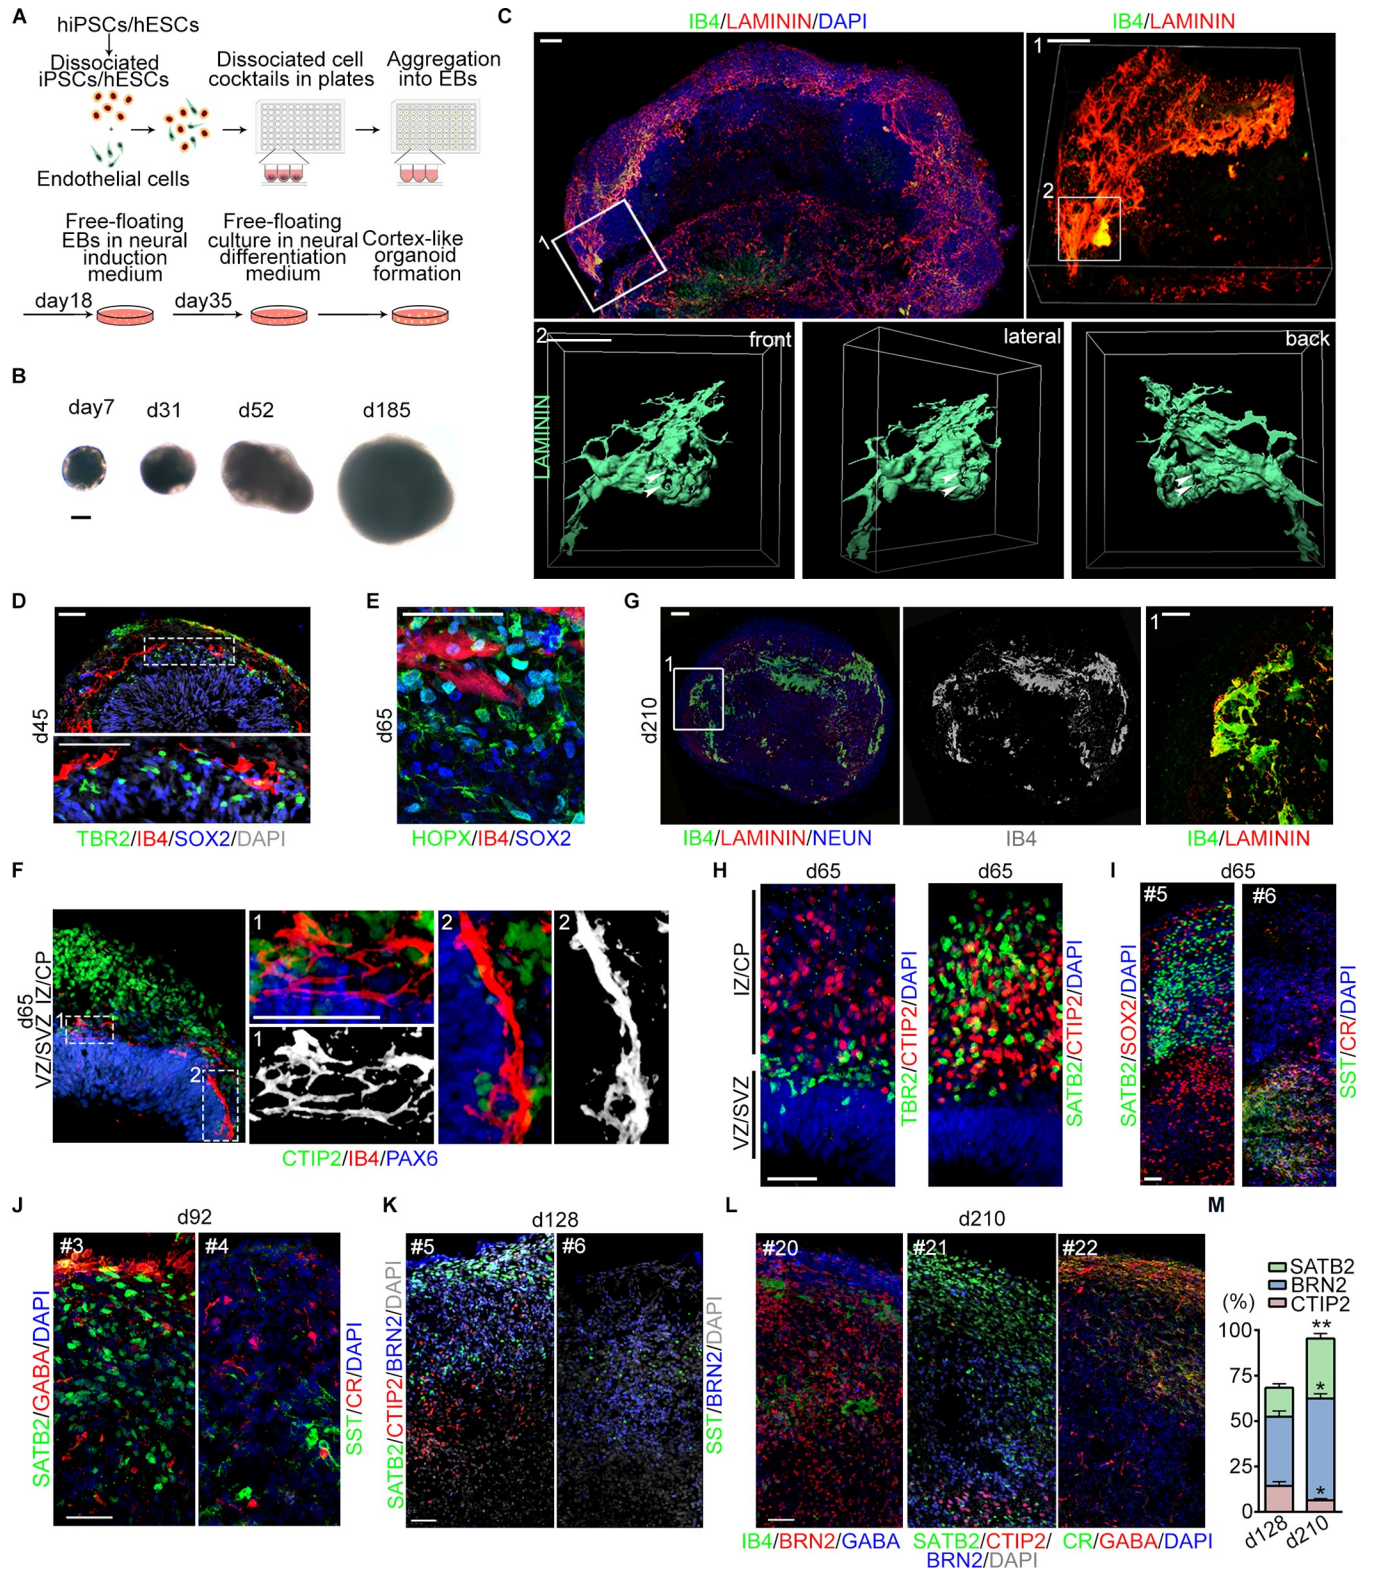 A
hiPSCs/hESCs
Dissociated
iPSCs/hESCs
+
Endothelial cells
Dissociated cell
cocktails in plates
Aggregation
into EBs
Free-floating
EBs in neural
induction
medium
Free-floating
culture in neural
differentiation
medium
Cortex-like
organoid
formation
day18
day35
B
day7
d31
d52
d185
C
IB4/LAMININ/DAPI
1
IB4/LAMININ
1
2
2
front
LAMININ
lateral
back
D
d45
TBR2/IB4/SOX2/DAPI
E
d65
HOPX/IB4/SOX2
G
d210
1
IB4/LAMININ/NEUN
IB4
1
IB4/LAMININ
F
d65
VZ/SVZ IZ/CP
1
2
1
1
2
2
CTIP2/IB4/PAX6
H
d65
d65
IZ/CP
VZ/SVZ
TBR2/CTIP2/DAPI
SATB2/CTIP2/DAPI
I
d65
#5
#6
SATB2/SOX2/DAPI
SST/CR/DAPI
J
d92
#3
#4
SATB2/GABA/DAPI
SST/CR/DAPI
K
d128
#5
#6
SATB2/CTIP2/BRN2/DAPI
SST/BRN2/DAPI
L
d210
#20
#21
#22
IB4/BRN2/GABA
SATB2/CTIP2/
BRN2/DAPI
CR/GABA/DAPI
M
SATB2
BRN2
CTIP2
(%)
100
75
50
25
0
**
*
*
d128
d210